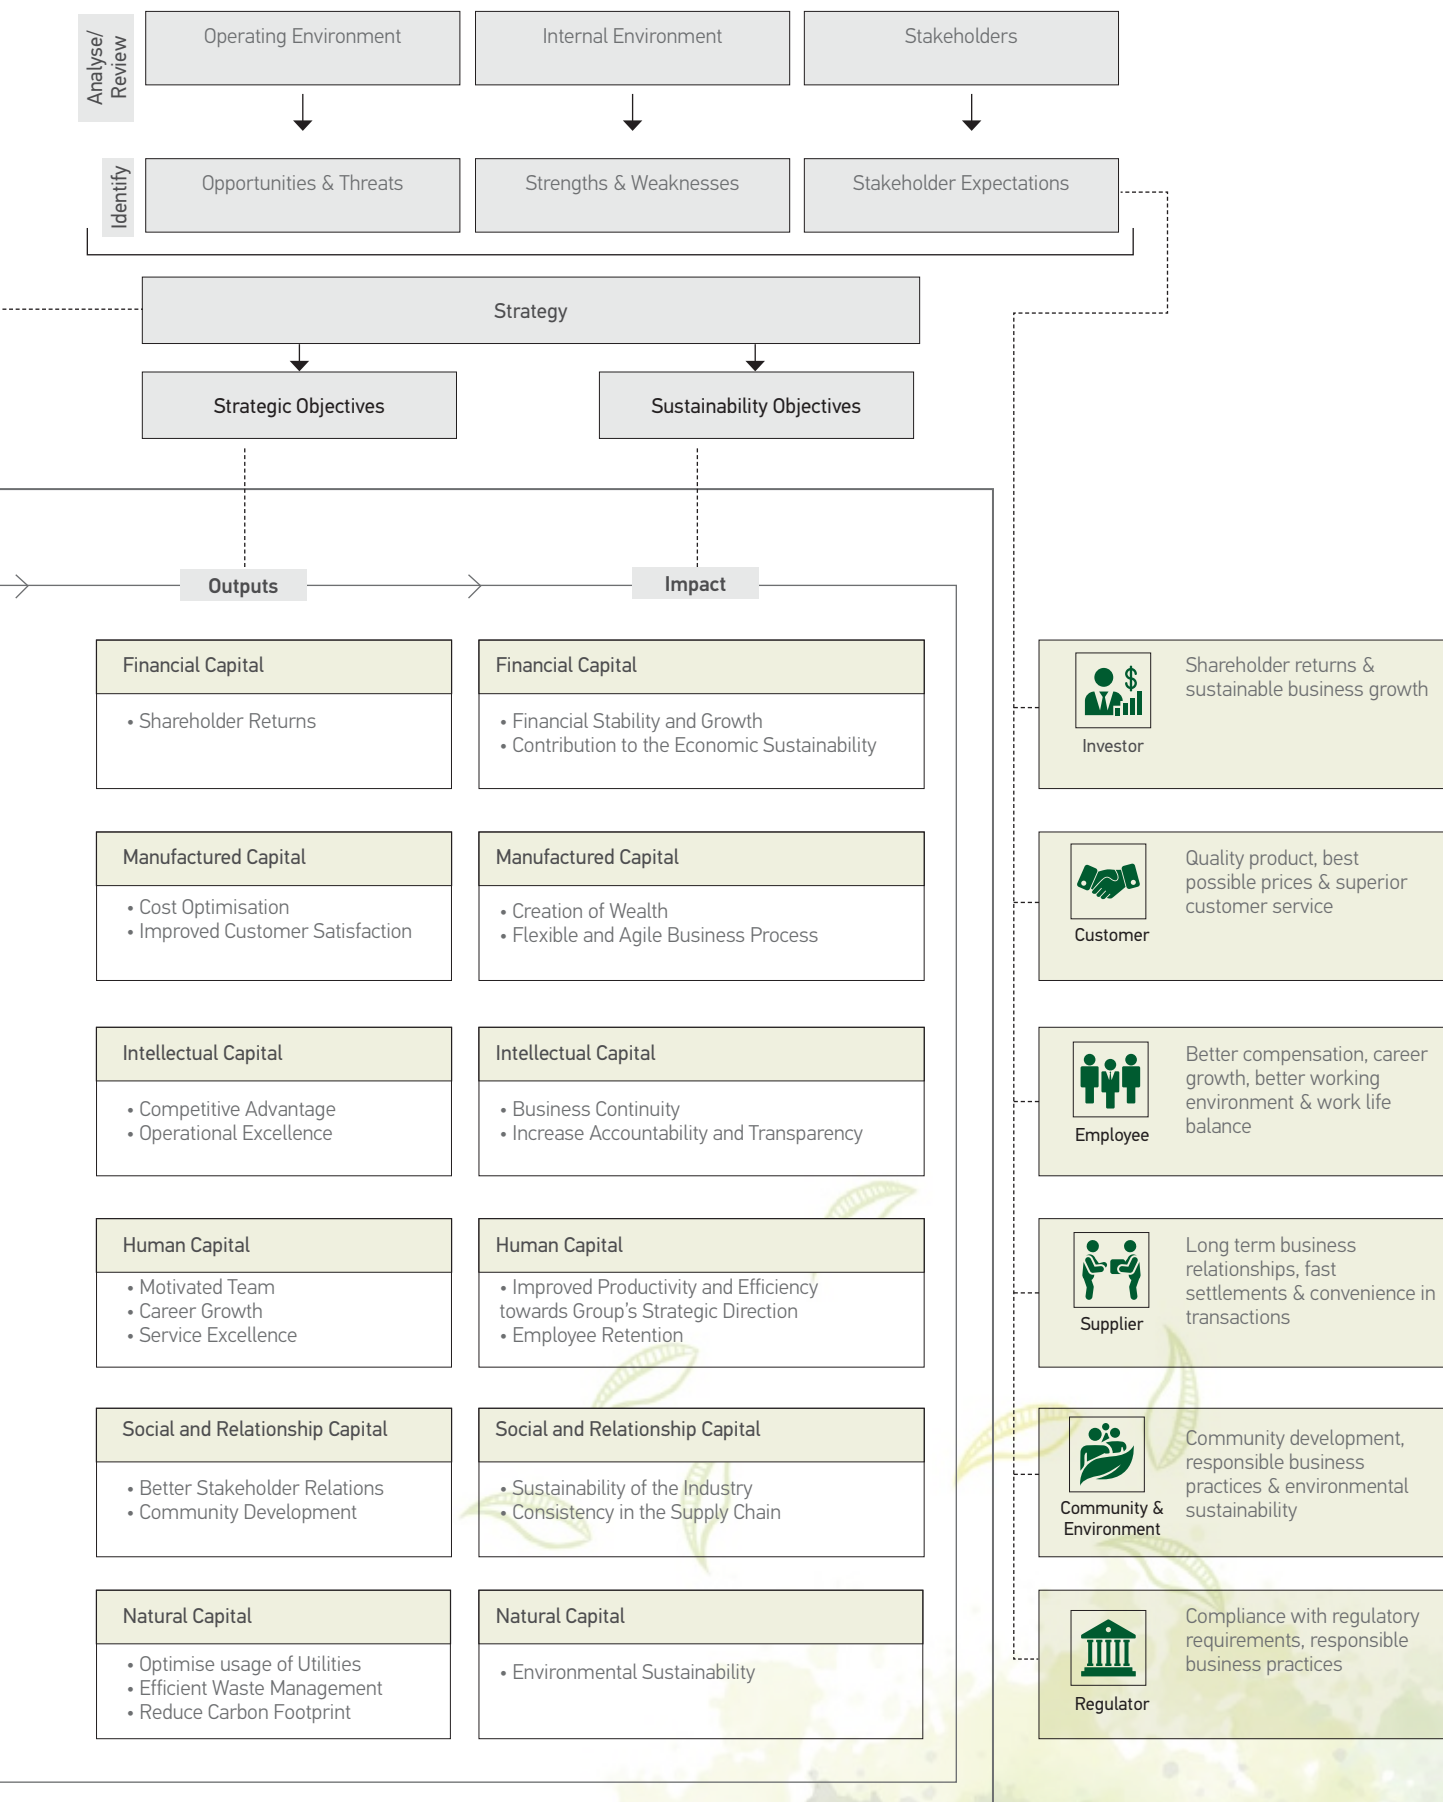 Analyse/
Review
Operating Environment
Internal Environment
Stakeholders
Identify
Opportunities & Threats
Strengths & Weaknesses
Stakeholder Expectations
Strategy
Strategic Objectives
Sustainability Objectives
Outputs
Impact
Financial Capital
• Shareholder Returns
Financial Capital
• Financial Stability and Growth
• Contribution to the Economic Sustainability
Manufactured Capital
• Cost Optimisation
• Improved Customer Satisfaction
Manufactured Capital
• Creation of Wealth
• Flexible and Agile Business Process
Intellectual Capital
• Competitive Advantage
• Operational Excellence
Intellectual Capital
• Business Continuity
• Increase Accountability and Transparency
Human Capital
• Motivated Team
• Career Growth
• Service Excellence
Human Capital
• Improved Productivity and Efficiency
towards Group's Strategic Direction
• Employee Retention
Social and Relationship Capital
• Better Stakeholder Relations
• Community Development
Social and Relationship Capital
• Sustainability of the Industry
• Consistency in the Supply Chain
Natural Capital
• Optimise usage of Utilities
• Efficient Waste Management
• Reduce Carbon Footprint
Natural Capital
• Environmental Sustainability
$
Investor
Shareholder returns &
sustainable business growth
Customer
Quality product, best
possible prices & superior
customer service
Employee
Better compensation, career
growth, better working
environment & work life
balance
Supplier
Long term business
relationships, fast
settlements & convenience in
transactions
Community &
Environment
Community development,
responsible business
practices & environmental
sustainability
Regulator
Compliance with regulatory
requirements, responsible
business practices